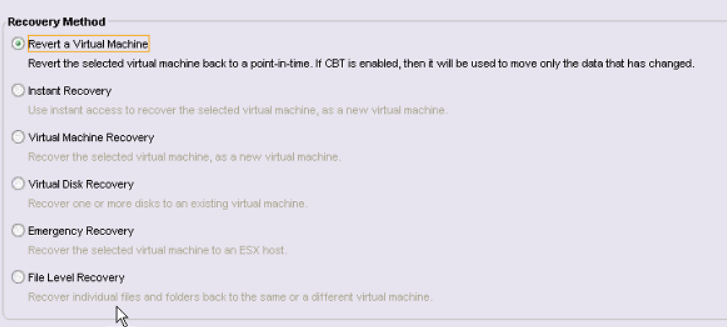 Recovery Method
Revert a Virtual Machine
Revert the selected virtual machine back to a point-in-time. If CBT is enabled, then it will be used to move only the data that has changed.
Instant Recovery
Use instant access to recover the selected virtual machine, as a new virtual machine.
Virtual Machine Recovery
Recover the selected virtual machine, as a new virtual machine.
Virtual Disk Recovery
Recover one or more disks to an existing virtual machine.
Emergency Recovery
Recover the selected virtual machine to an ESX host.
File Level Recovery
Recover individual files and folders back to the same or a different virtual machine.